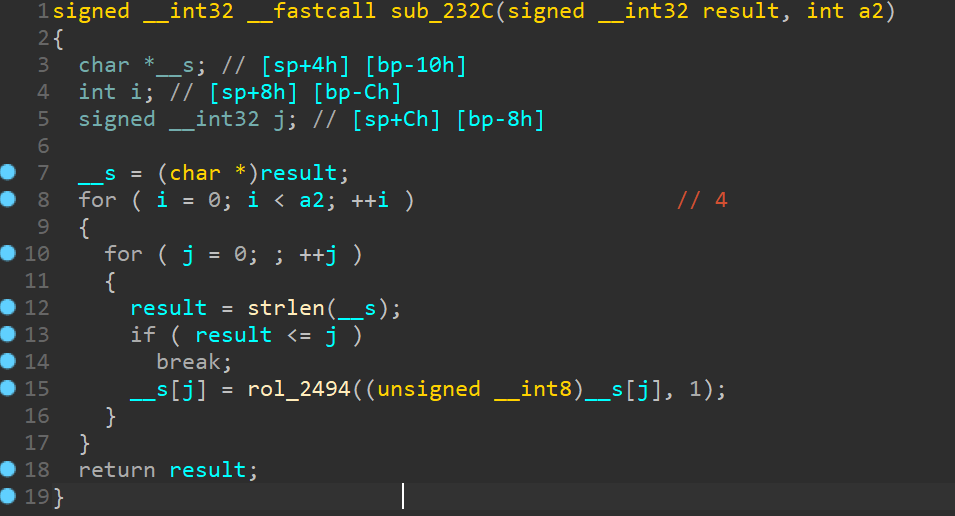 1 signed __int32 __fastcall sub_232C(signed __int32 result, int a2)
2 {
3   char *__s; // [sp+4h] [bp-10h]
4   int i; // [sp+8h] [bp-Ch]
5   signed __int32 j; // [sp+Ch] [bp-8h]
6
7   __s = (char *)result;
8   for ( i = 0; i < a2; ++i )                    // 4
9   {
10     for ( j = 0; ; ++j )
11     {
12       result = strlen(__s);
13       if ( result <= j )
14         break;
15       __s[j] = rol_2494((unsigned __int8)__s[j], 1);
16     }
17   }
18   return result;
19 }